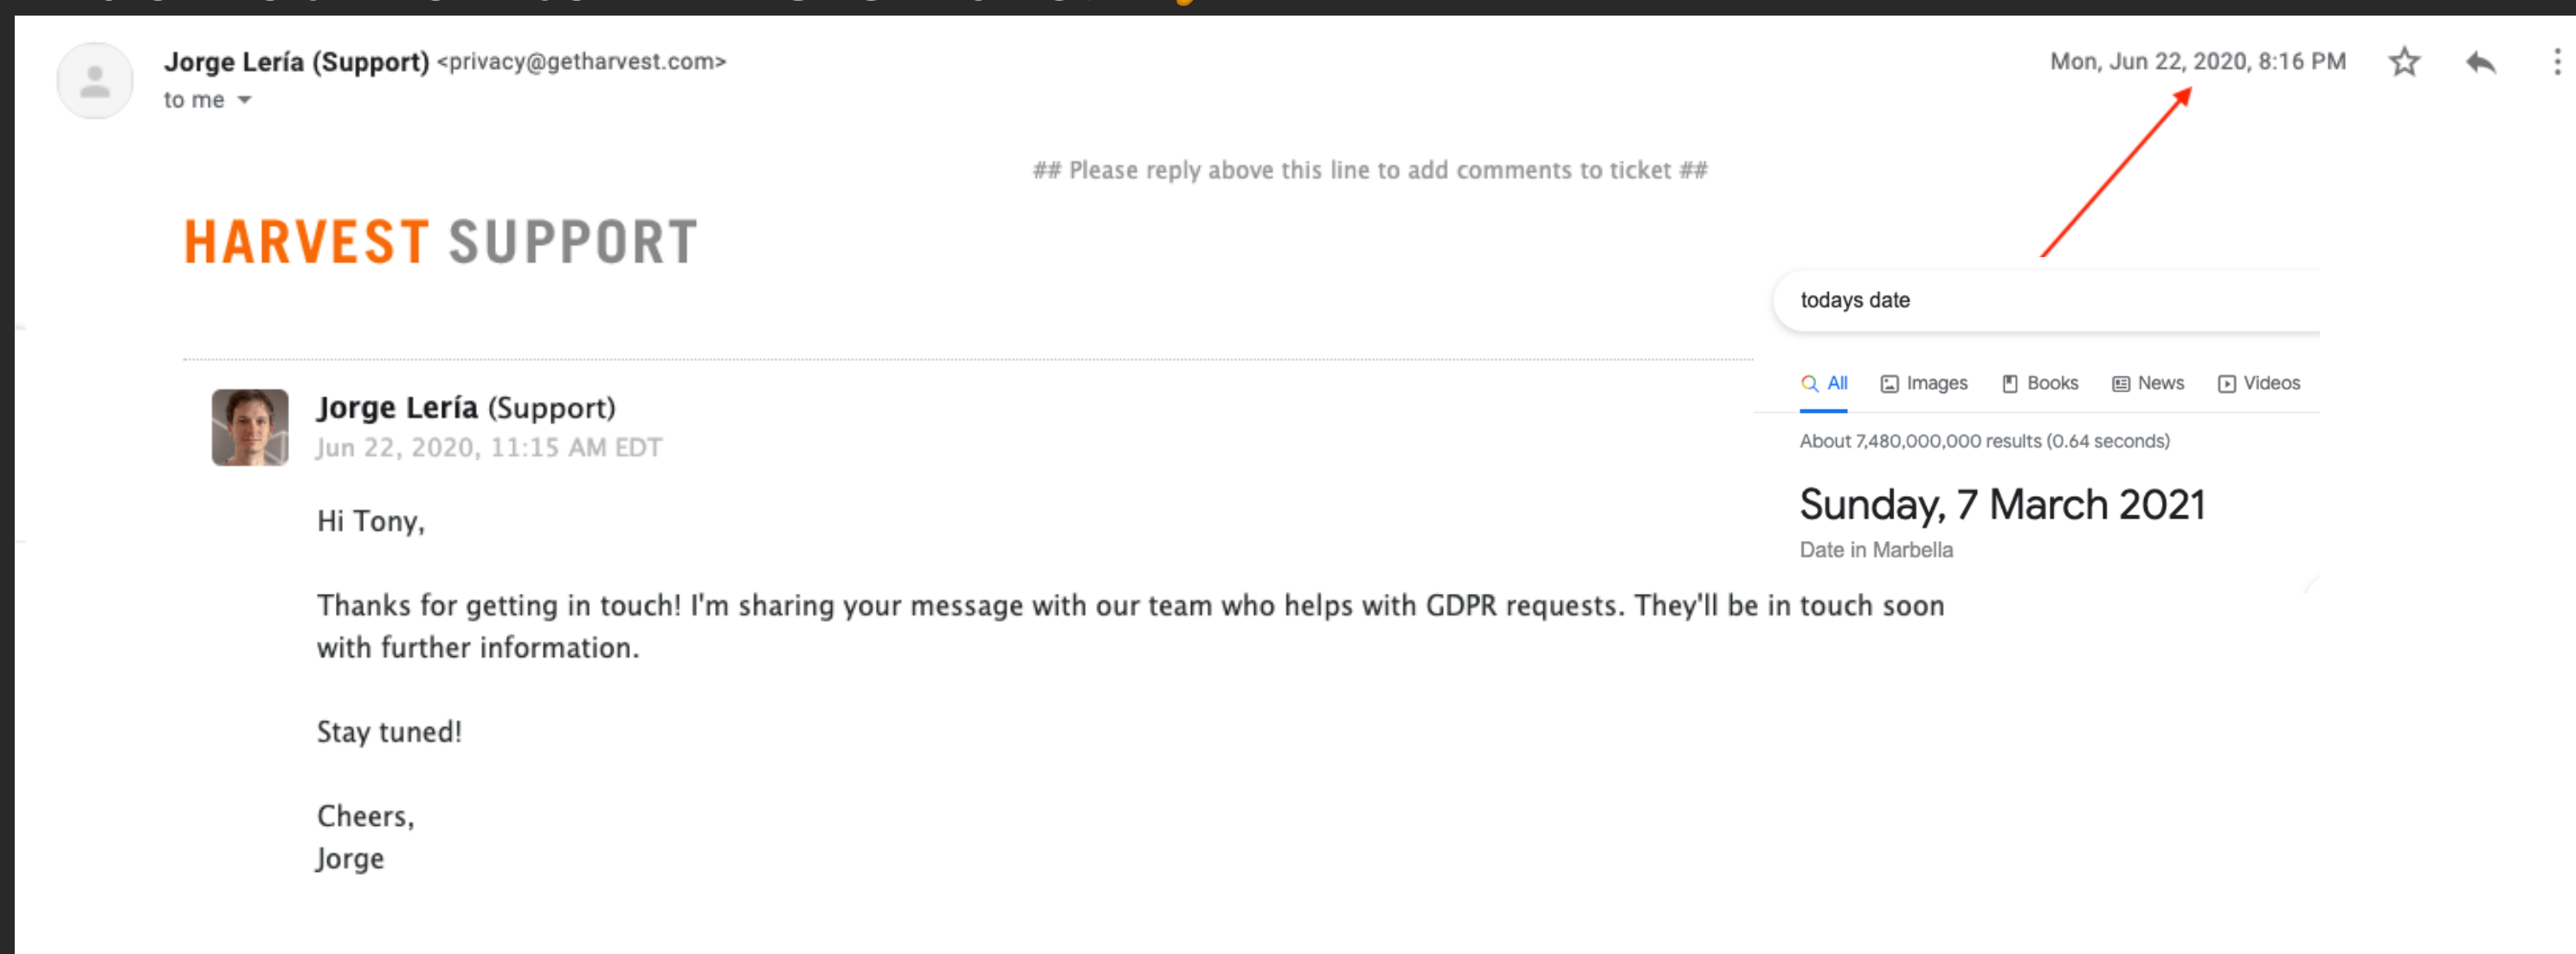 Jorge Lería (Support) <privacy@getharvest.com>
Mon, Jun 22, 2020, 8:16 PM
to me
## Please reply above this line to add comments to ticket ##
HARVEST SUPPORT
todays date
All Images Books News Videos
About 7,480,000,000 results (0.64 seconds)
Sunday, 7 March 2021
Date in Marbella
Jorge Lería (Support)
Jun 22, 2020, 11:15 AM EDT
Hi Tony,
Thanks for getting in touch! I'm sharing your message with our team who helps with GDPR requests. They'll be in touch soon
with further information.
Stay tuned!
Cheers,
Jorge